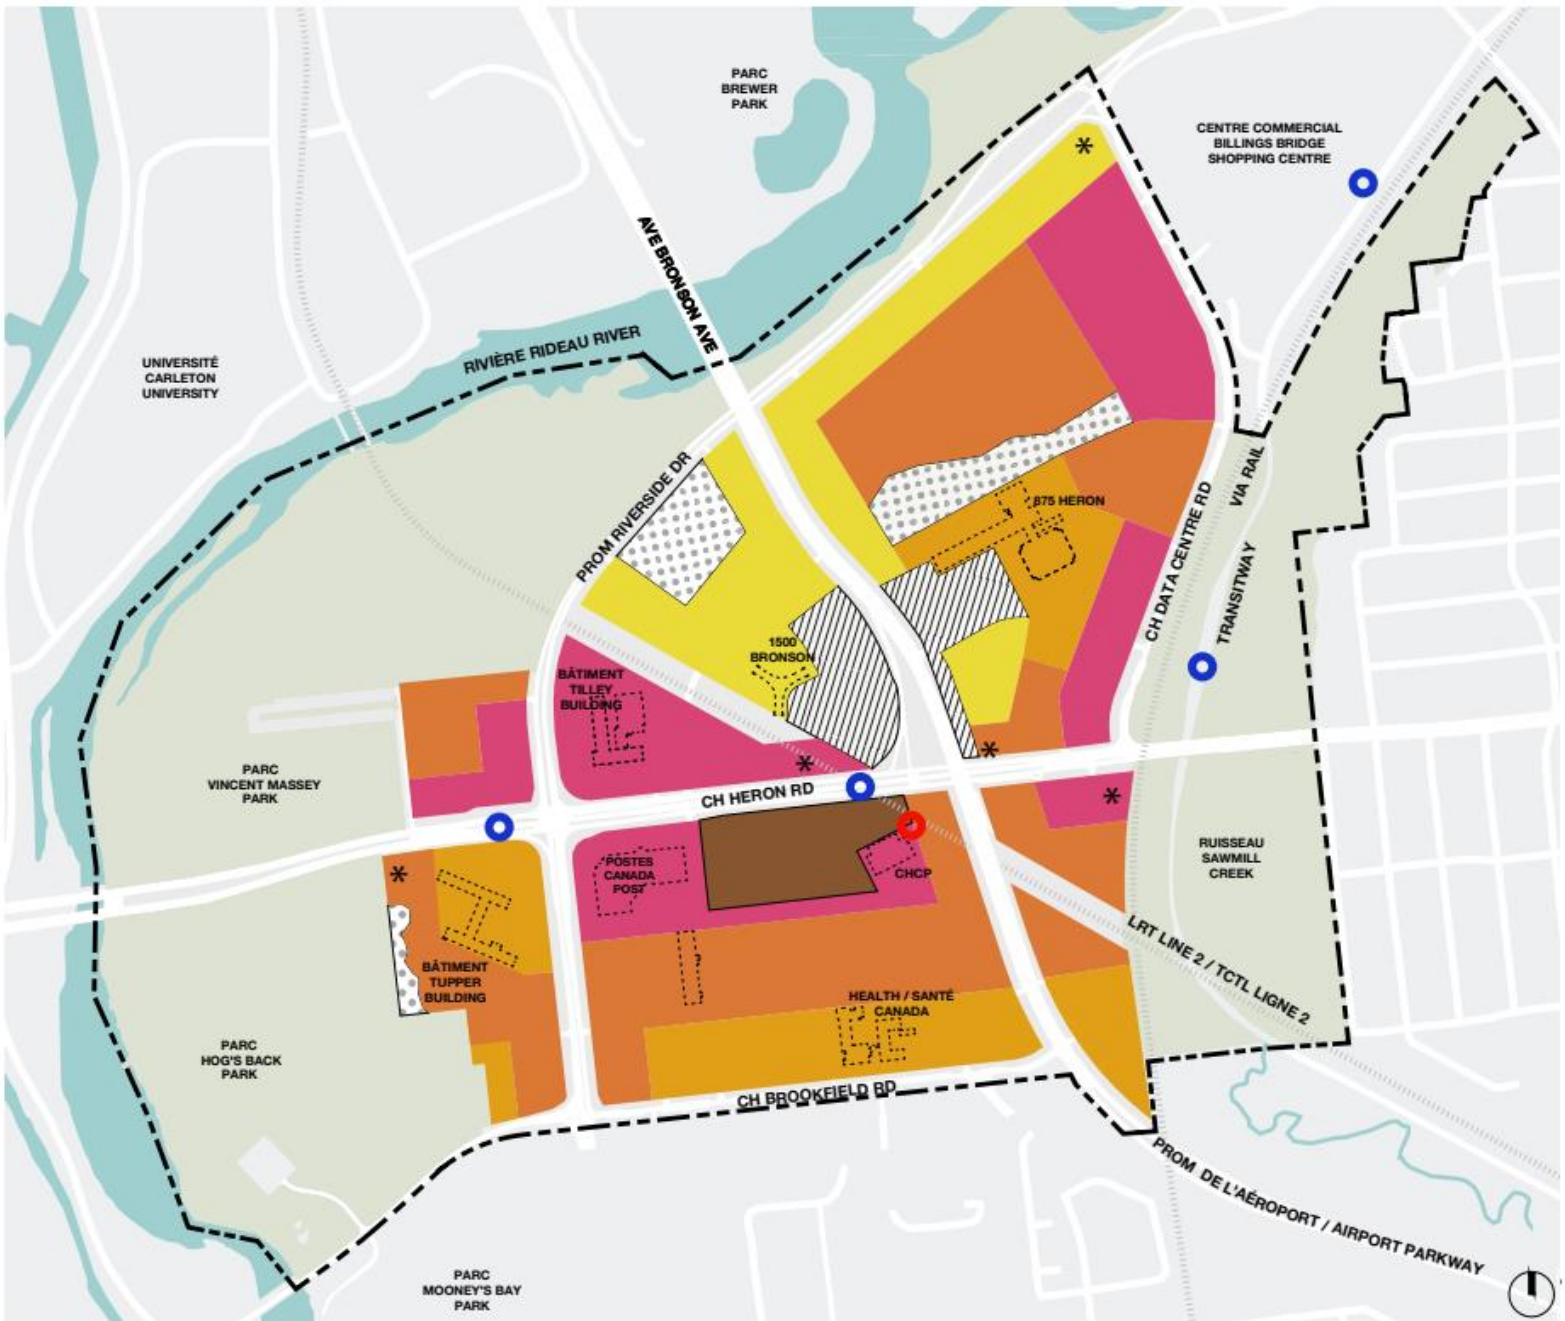 PARC
BREWER
PARK
CENTRE COMMERCIAL
BILLINGS BRIDGE
SHOPPING CENTRE
AVE BRONSON AVE
RIVIÈRE RIDEAU RIVER
UNIVERSITÉ
CARLETON
UNIVERSITY
PROM RIVERSIDE DR
VIA RAIL
875 HERON
CH DATA CENTRE RD
TRANSITWAY
1500
BRONSON
BÂTIMENT
TILLEY
BUILDING
*
*
*
*
*
PARC
VINCENT MASSEY
PARK
CH HERON RD
POSTES
CANADA
POST
CHCP
RUISSEAU
SAWMILL
CREEK
LRT LINE 2 / TCTL LIGNE 2
BÂTIMENT
TUPPER
BUILDING
HEALTH / SANTÉ
CANADA
PARC
HOG'S BACK
PARK
CH BROOKFIELD RD
PROM DE L'AÉROPORT / AIRPORT PARKWAY
PARC
MOONEY'S BAY
PARK